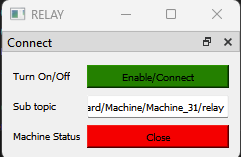 RELAY
Connect
Turn On/Off Enable/Connect
Sub topic ard/Machine/Machine_31/relay
Machine Status Close